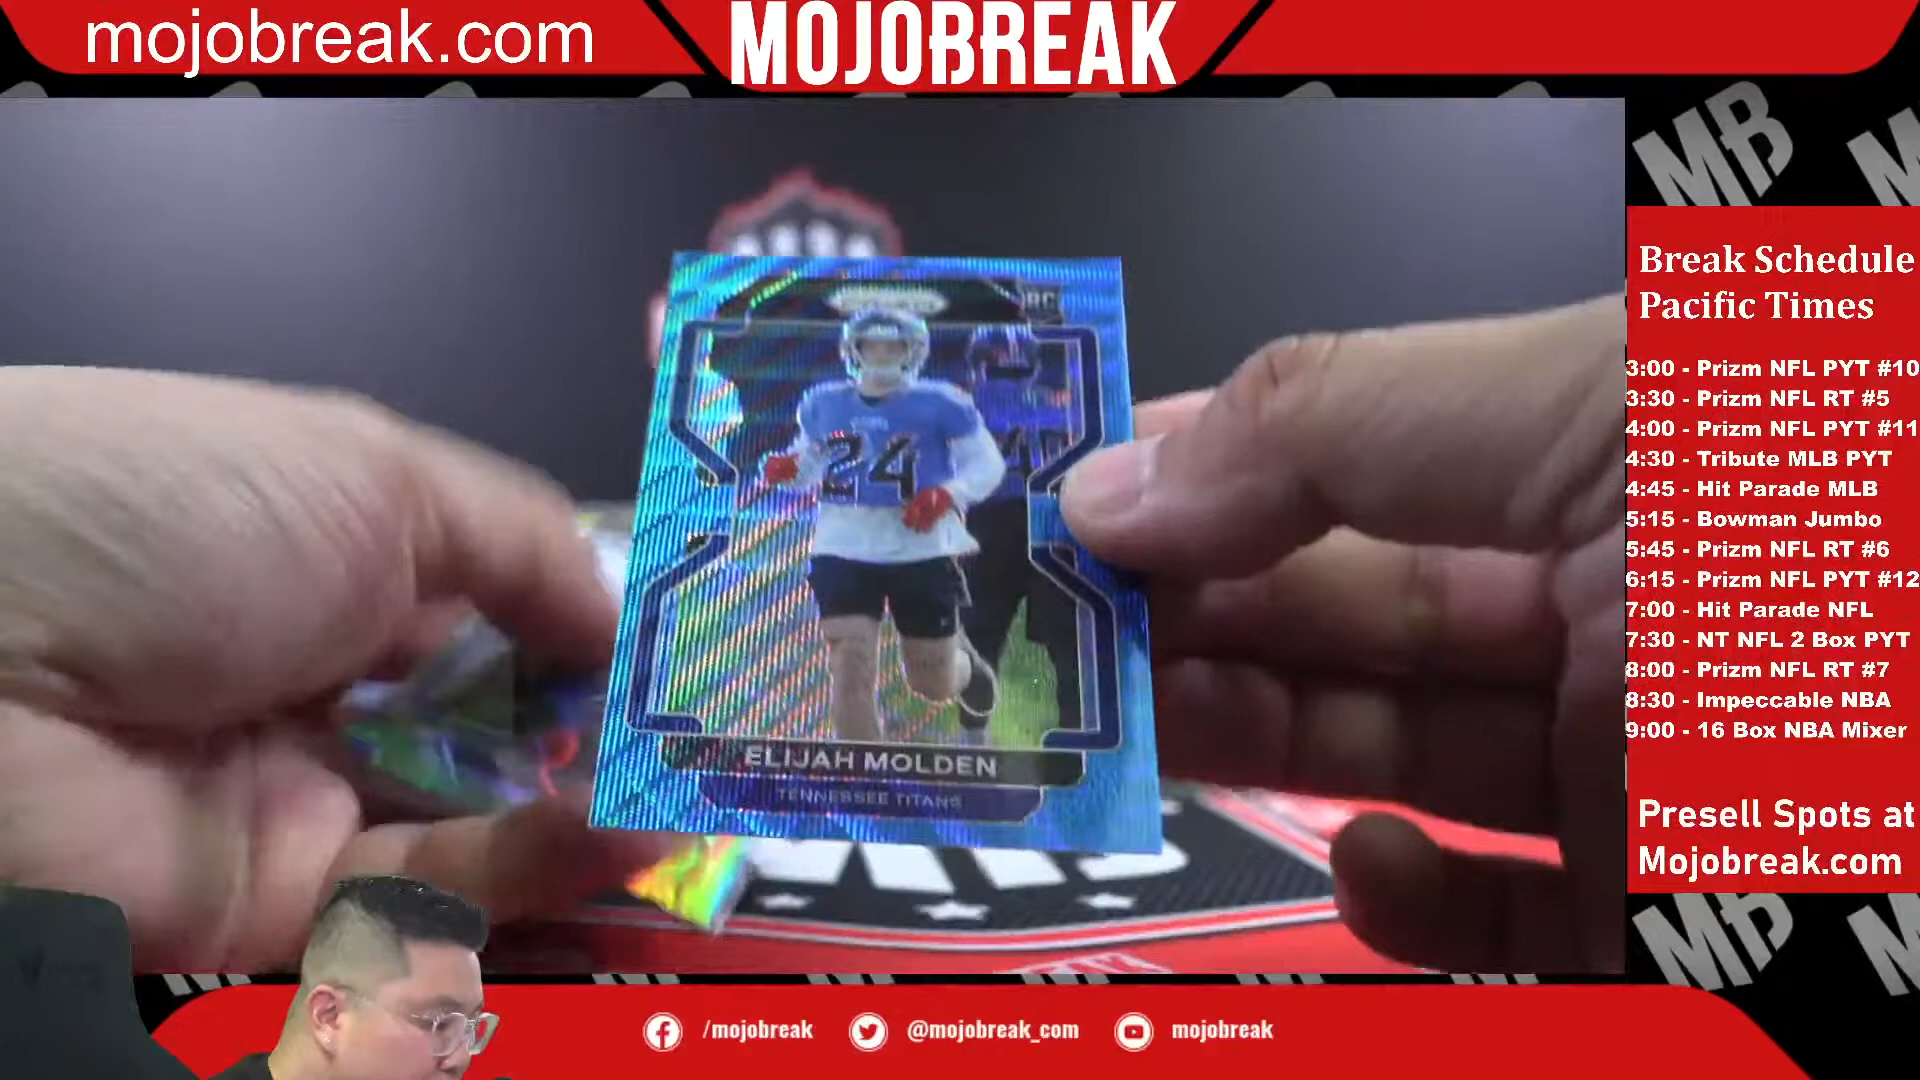 mojobreak.com
MOJOBREAK
MB
Break Schedule
Pacific Times
3:00 - Prizm NFL PYT #10
3:30 - Prizm NFL RT #5
4:00 - Prizm NFL PYT #11
4:30 - Tribute MLB PYT
4:45 - Hit Parade MLB
5:15 - Bowman Jumbo
5:45 - Prizm NFL RT #6
6:15 - Prizm NFL PYT #12
7:00 - Hit Parade NFL
7:30 - NT NFL 2 Box PYT
8:00 - Prizm NFL RT #7
8:30 - Impeccable NBA
9:00 - 16 Box NBA Mixer
Presell Spots at
Mojobreak.com
RC
24
ELIJAH MOLDEN
TENNESSEE TITANS
MB
/mojobreak
@mojobreak_com
mojobreak